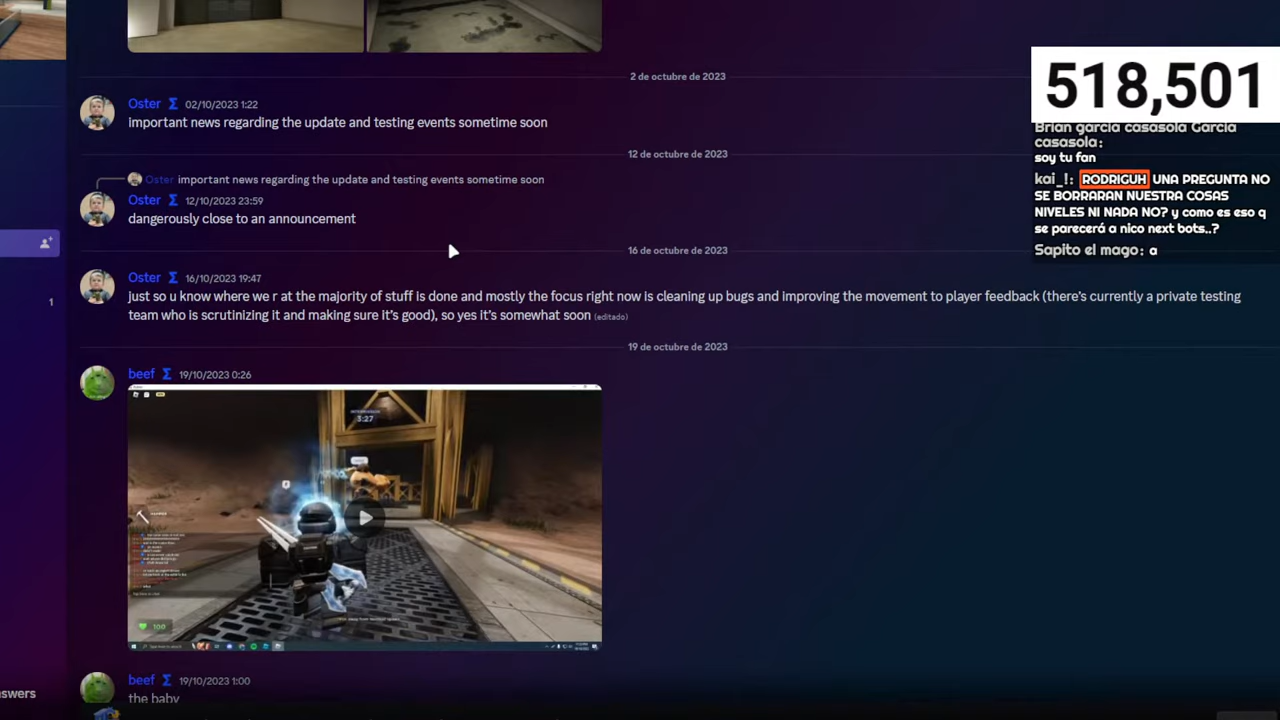 2 de octubre de 2023
Oster Σ 02/10/2023 1:22
important news regarding the update and testing events sometime soon
12 de octubre de 2023
Oster important news regarding the update and testing events sometime soon
Oster Σ 12/10/2023 23:59
dangerously close to an announcement
16 de octubre de 2023
Oster Σ 16/10/2023 19:47
just so u know where we r at the majority of stuff is done and mostly the focus right now is cleaning up bugs and improving the movement to player feedback (there's currently a private testing
team who is scrutinizing it and making sure it's good), so yes it's somewhat soon (editado)
1
19 de octubre de 2023
beef Σ 19/10/2023 0:26
3:27
100
beef Σ 19/10/2023 1:00
the baby
nswers
518,501
Brian garcia casasola Garcia
casasola:
soy tu fan
kai_!: RODRIGUH UNA PREGUNTA NO
SE BORRARAN NUESTRA COSAS
NIVELES NI NADA NO? y como es eso q
se parecerá a nico next bots..?
Sapito el mago: a